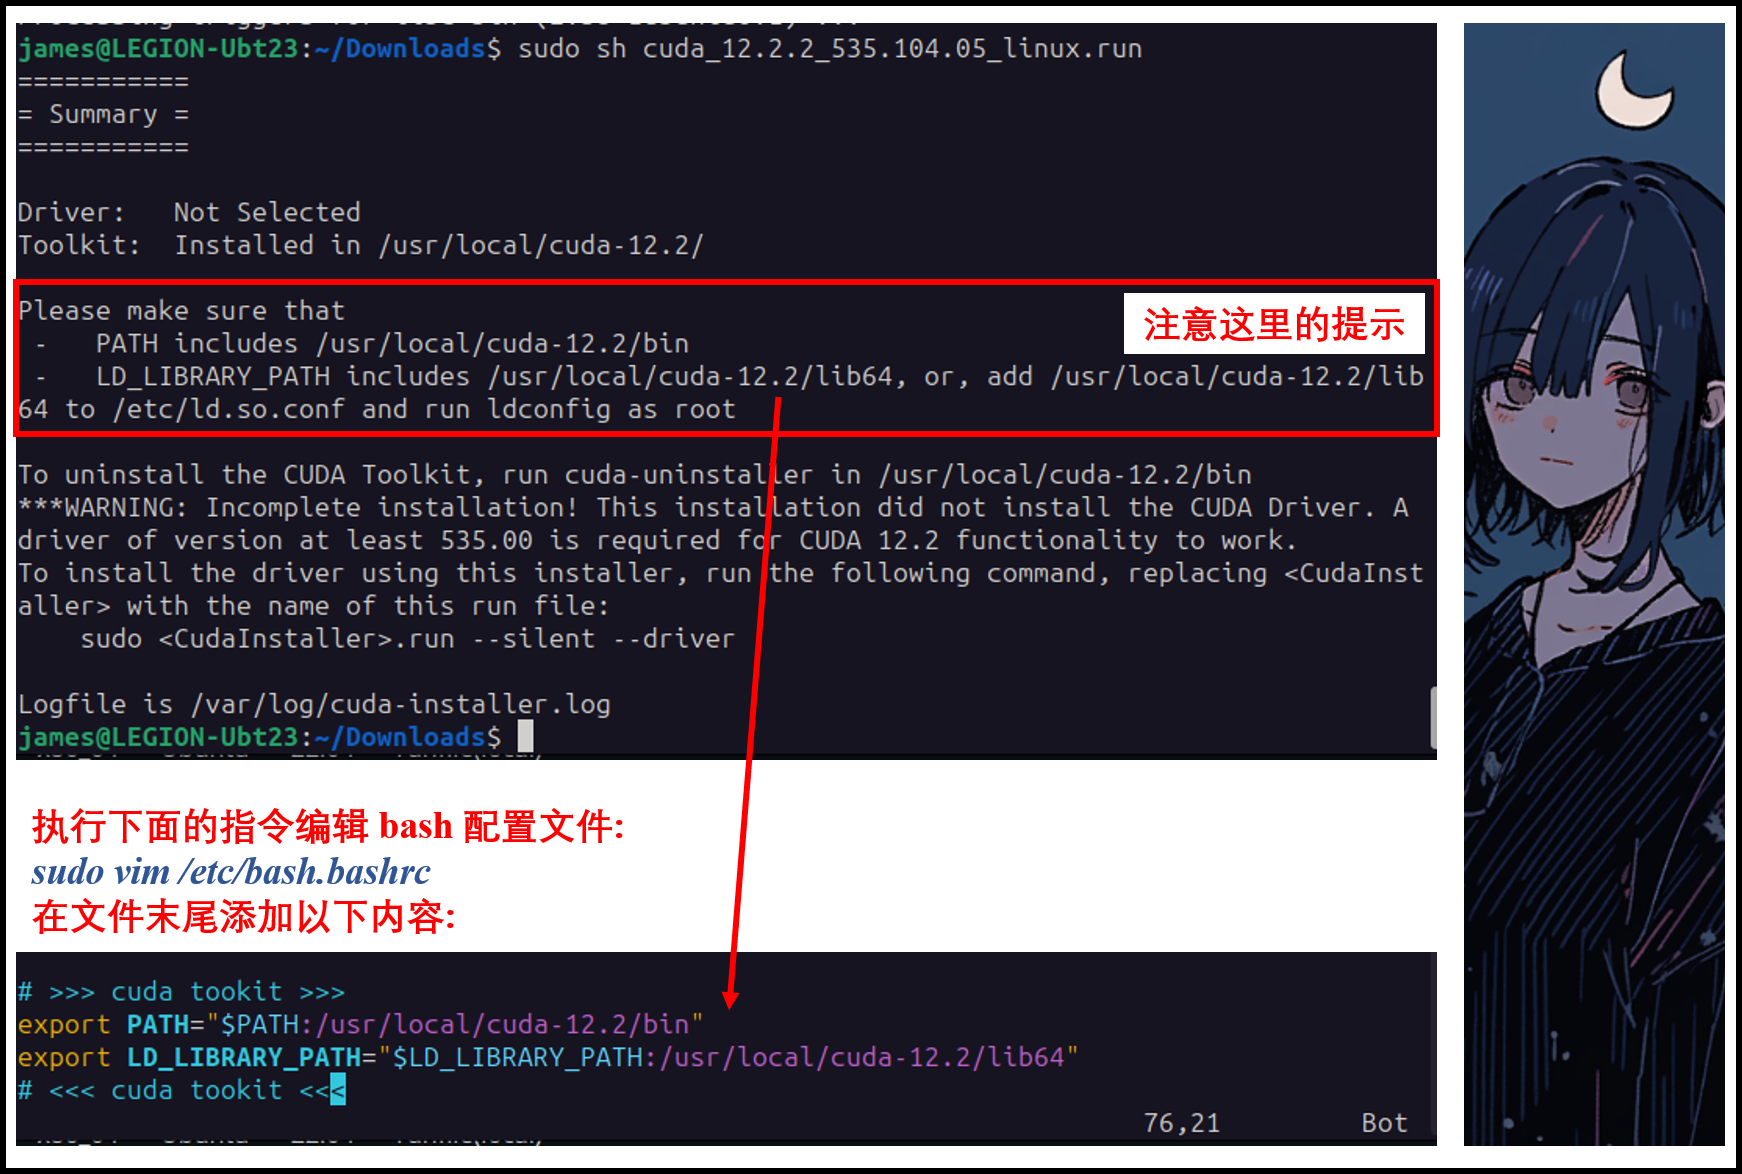 james@LEGION-Ubt23:~/Downloads$ sudo sh cuda_12.2.2_535.104.05_linux.run
===========
= Summary =
===========
Driver:   Not Selected
Toolkit:  Installed in /usr/local/cuda-12.2/
Please make sure that
 -   PATH includes /usr/local/cuda-12.2/bin
 -   LD_LIBRARY_PATH includes /usr/local/cuda-12.2/lib64, or, add /usr/local/cuda-12.2/lib
64 to /etc/ld.so.conf and run ldconfig as root
注意这里的提示
To uninstall the CUDA Toolkit, run cuda-uninstaller in /usr/local/cuda-12.2/bin
***WARNING: Incomplete installation! This installation did not install the CUDA Driver. A
driver of version at least 535.00 is required for CUDA 12.2 functionality to work.
To install the driver using this installer, run the following command, replacing <CudaInst
aller> with the name of this run file:
    sudo <CudaInstaller>.run --silent --driver
Logfile is /var/log/cuda-installer.log
james@LEGION-Ubt23:~/Downloads$
执行下面的指令编辑 bash 配置文件:
sudo vim /etc/bash.bashrc
在文件末尾添加以下内容:
# >>> cuda tookit >>>
export PATH="$PATH:/usr/local/cuda-12.2/bin"
export LD_LIBRARY_PATH="$LD_LIBRARY_PATH:/usr/local/cuda-12.2/lib64"
# <<< cuda tookit <<<
76,21 Bot